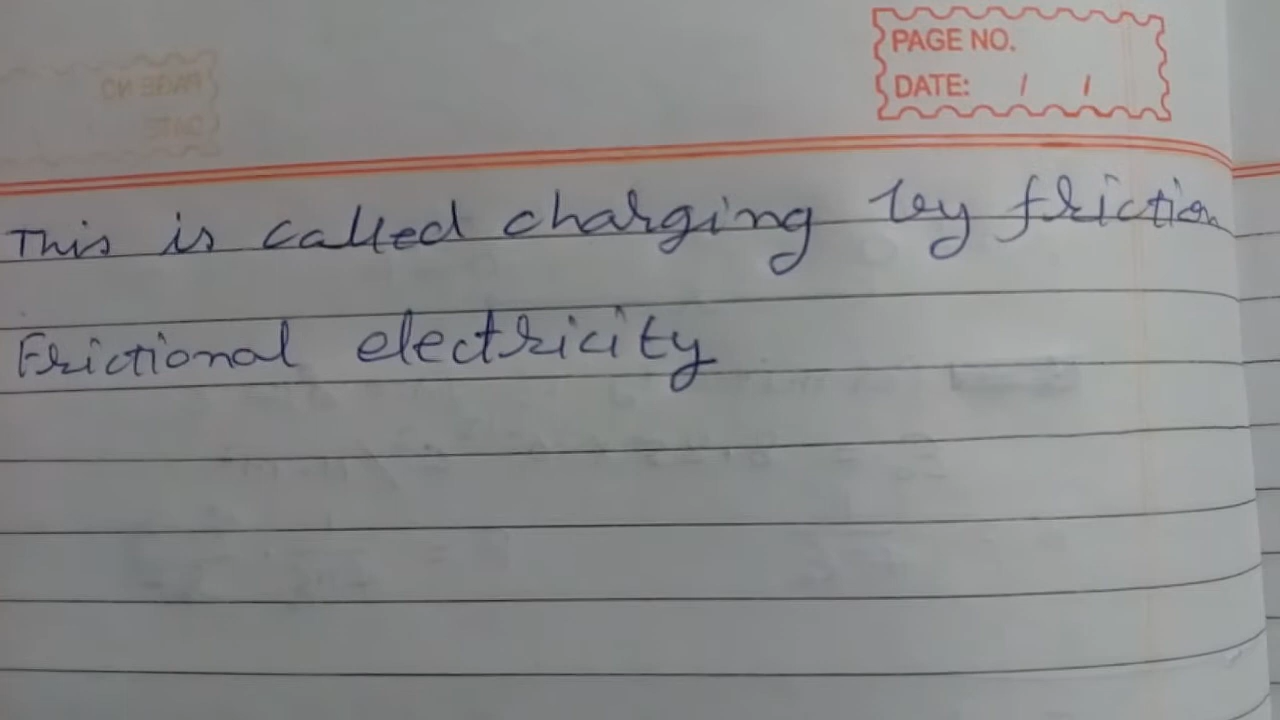 PAGE NO.
DATE: / /
This is called charging by friction
Frictional electricity